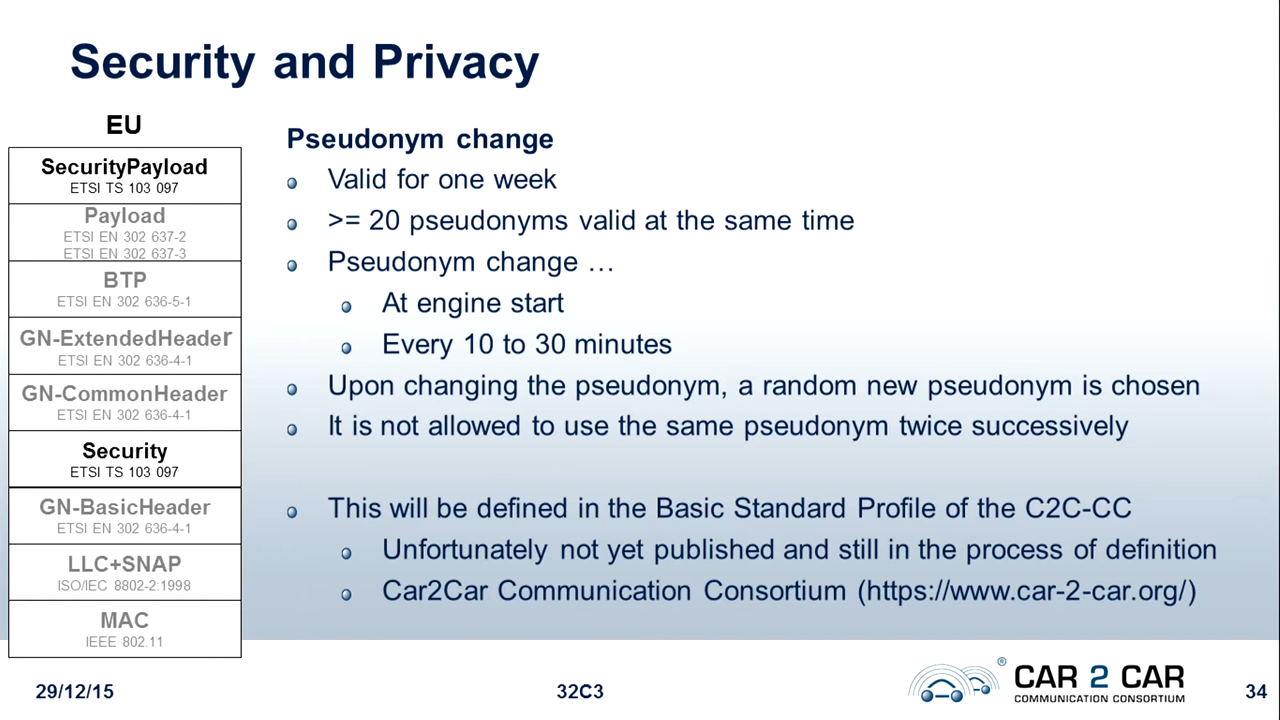 Security and Privacy
EU
SecurityPayload
ETSI TS 103 097
Payload
ETSI EN 302 637-2
ETSI EN 302 637-3
BTP
ETSI EN 302 636-5-1
GN-ExtendedHeader
ETSI EN 302 636-4-1
GN-CommonHeader
ETSI EN 302 636-4-1
Security
ETSI TS 103 097
GN-BasicHeader
ETSI EN 302 636-4-1
LLC+SNAP
ISO/IEC 8802-2:1998
MAC
IEEE 802.11
Pseudonym change
Valid for one week
>= 20 pseudonyms valid at the same time
Pseudonym change …
At engine start
Every 10 to 30 minutes
Upon changing the pseudonym, a random new pseudonym is chosen
It is not allowed to use the same pseudonym twice successively
This will be defined in the Basic Standard Profile of the C2C-CC
Unfortunately not yet published and still in the process of definition
Car2Car Communication Consortium (https://www.car-2-car.org/)
29/12/15
32C3
® CAR 2 CAR
COMMUNICATION CONSORTIUM
34